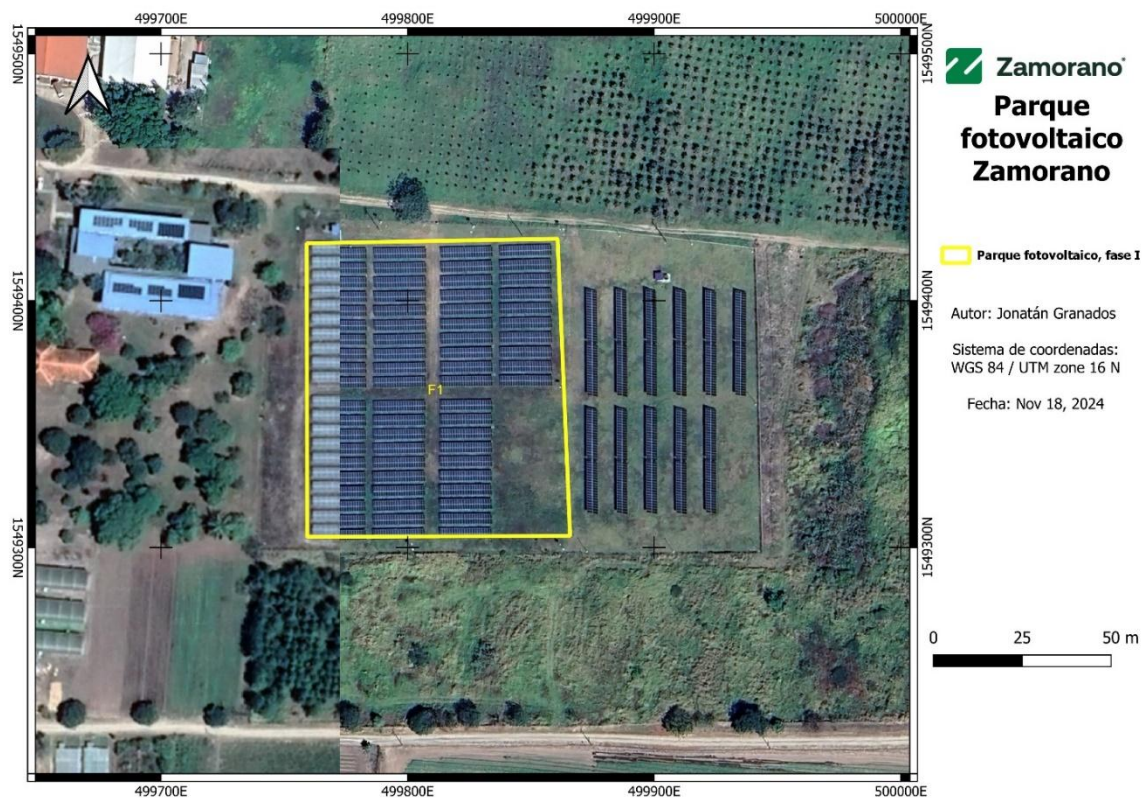 499700E
499800E
499900E
500000E
1549500N
1549500N
Zamorano®
Parque
fotovoltaico
Zamorano
Parque fotovoltaico, fase I
1549400N
1549400N
Autor: Jonatán Granados
Sistema de coordenadas:
WGS 84 / UTM zone 16 N
Fecha: Nov 18, 2024
F1
1549300N
1549300N
0
25
50 m
499700E
499800E
499900E
500000E